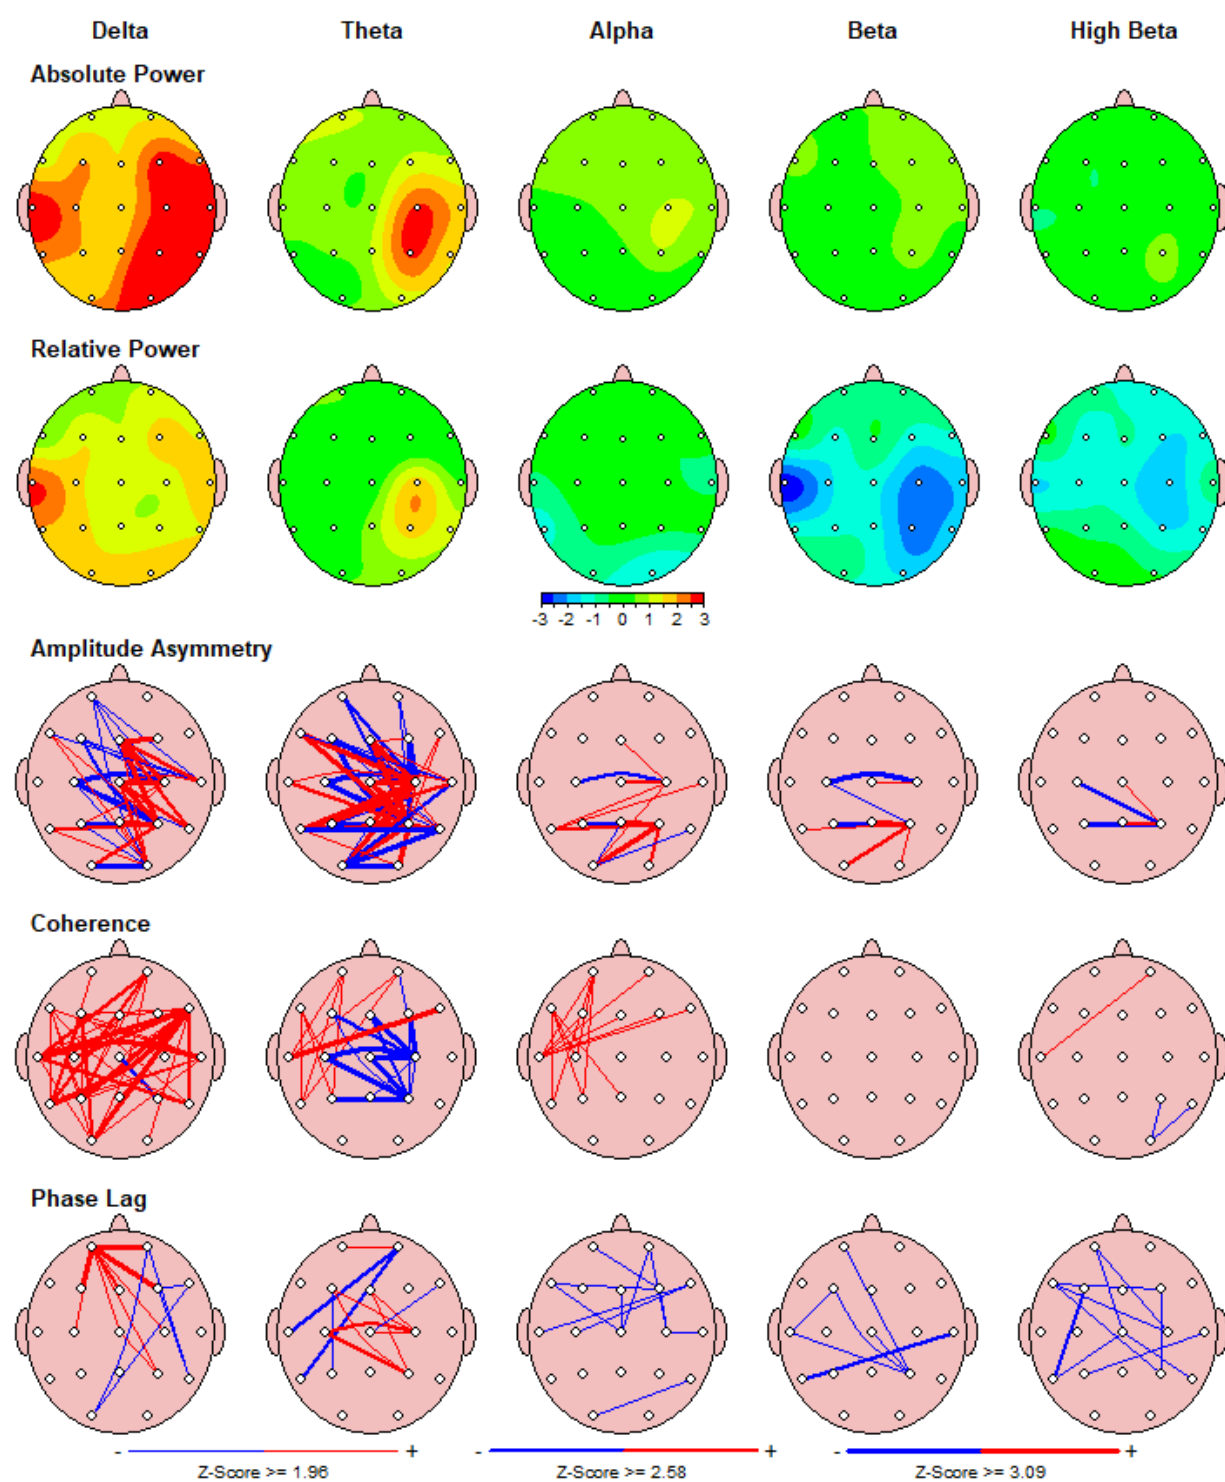 Delta Theta Alpha Beta High Beta
Absolute Power
Relative Power
-3 -2 -1 0 1 2 3
Amplitude Asymmetry
Coherence
Phase Lag
- + - + - +
Z-Score >= 1.96 Z-Score >= 2.58 Z-Score >= 3.09